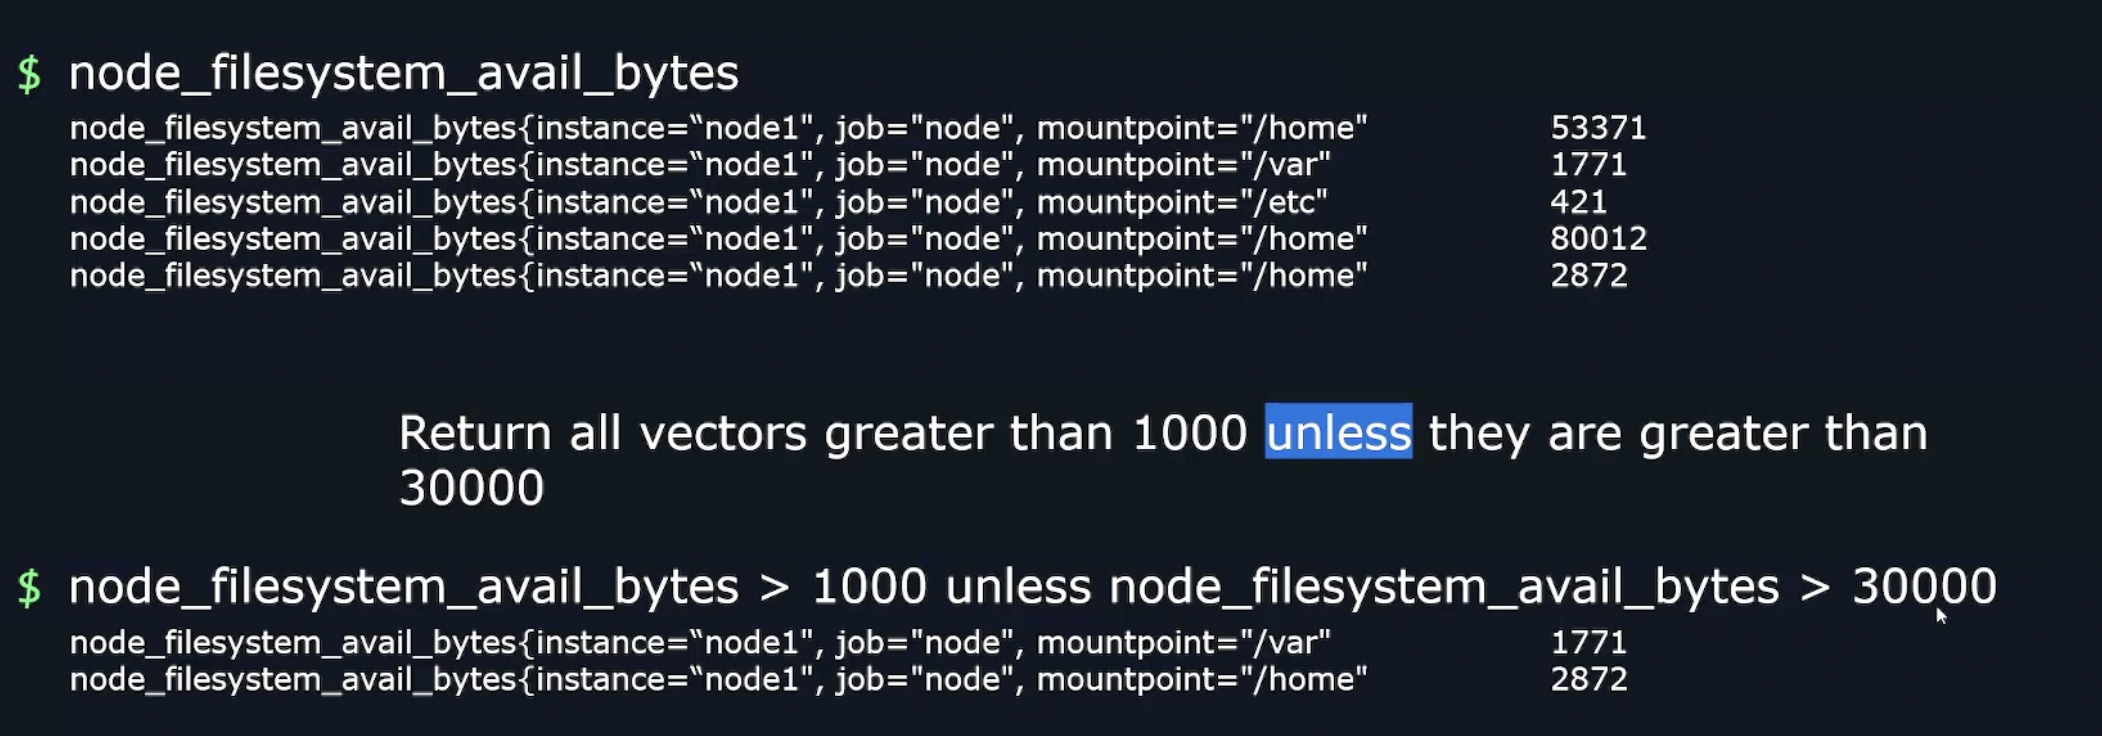 $ node_filesystem_avail_bytes
node_filesystem_avail_bytes{instance=“node1", job="node", mountpoint="/home" 53371
node_filesystem_avail_bytes{instance=“node1", job="node", mountpoint="/var" 1771
node_filesystem_avail_bytes{instance=“node1", job="node", mountpoint="/etc" 421
node_filesystem_avail_bytes{instance=“node1", job="node", mountpoint="/home" 80012
node_filesystem_avail_bytes{instance=“node1", job="node", mountpoint="/home" 2872
Return all vectors greater than 1000 unless they are greater than
30000
$ node_filesystem_avail_bytes > 1000 unless node_filesystem_avail_bytes > 30000
node_filesystem_avail_bytes{instance=“node1", job="node", mountpoint="/var" 1771
node_filesystem_avail_bytes{instance=“node1", job="node", mountpoint="/home" 2872